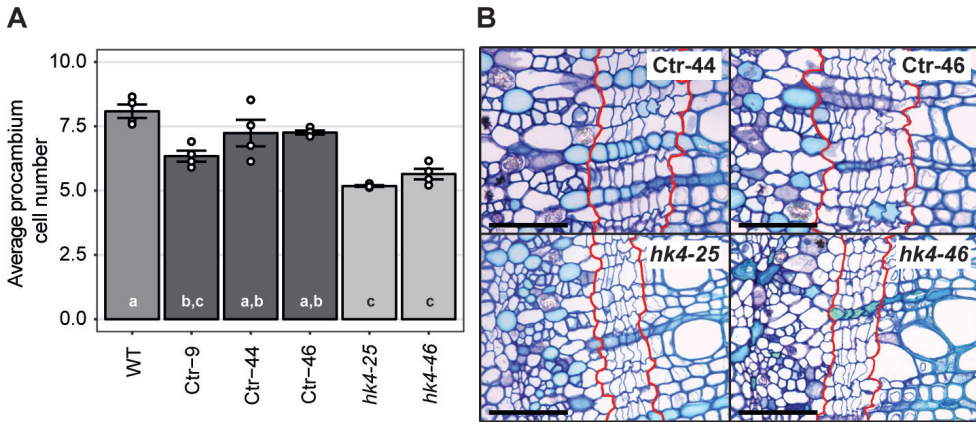 A
Average procambium
cell number
10.0
7.5
5.0
2.5
0.0
a
b,c
a,b
a,b
c
c
WT
Ctr–9
Ctr–44
Ctr–46
hk4-25
hk4-46
B
Ctr-44
Ctr-46
hk4-25
hk4-46